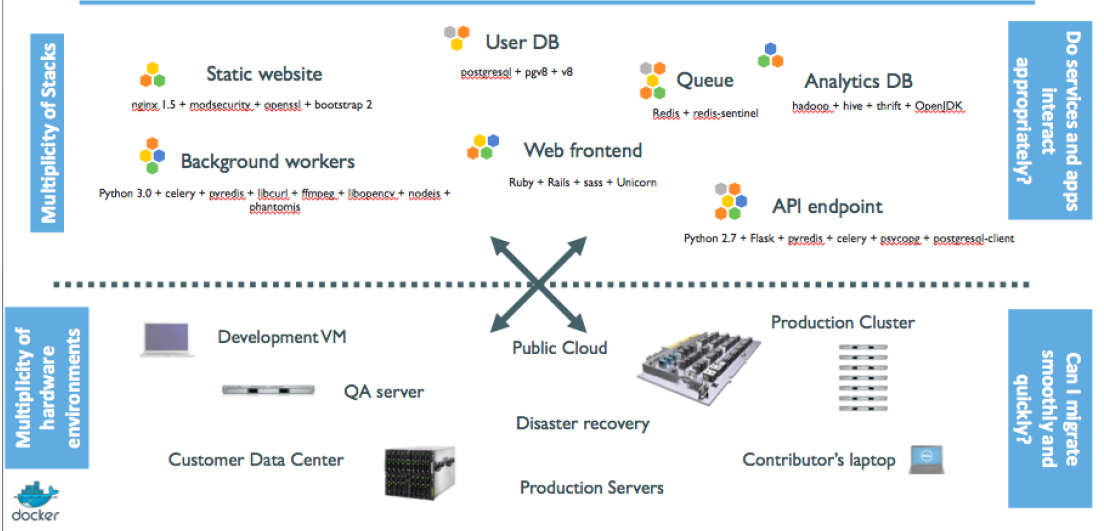 Multiplicity of Stacks
Static website
nginx 1.5 + modsecurity + openssl + bootstrap 2
User DB
postgresql + pgv8 + v8
Queue
Redis + redis-sentinel
Analytics DB
hadoop + hive + thrift + OpenJDK
Background workers
Python 3.0 + celery + pyredis + libcurl + ffmpeg + libopencv + nodejs +
phantomjs
Web frontend
Ruby + Rails + sass + Unicorn
API endpoint
Python 2.7 + Flask + pyredis + celery + psycopg + postgresql-client
Do services and apps
interact
appropriately?
Multiplicity of
hardware
environments
Development VM
QA server
Customer Data Center
Public Cloud
Disaster recovery
Production Servers
Production Cluster
Contributor's laptop
DELL
Can I migrate
smoothly and
quickly?
docker